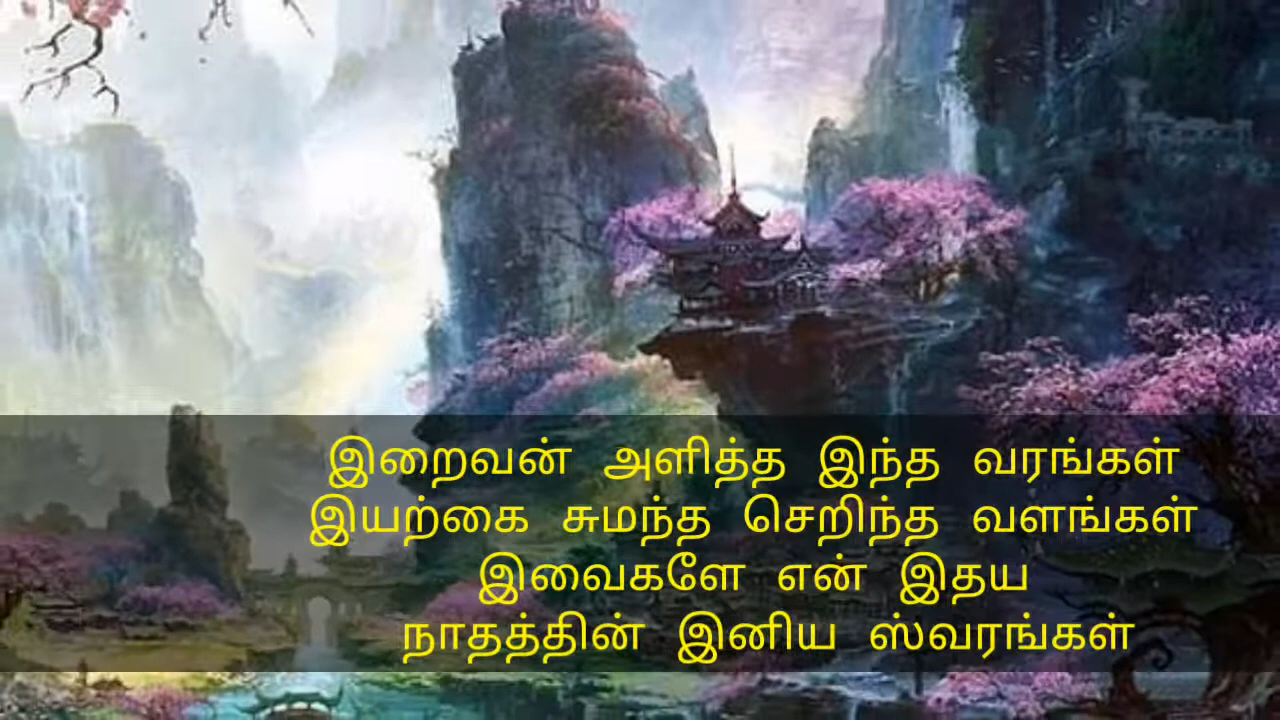 இறைவன் அளித்த இந்த வரங்கள்
இயற்கை சுமந்த செறிந்த வளங்கள்
இவைகளே என் இதய
நாதத்தின் இனிய ஸ்வரங்கள்